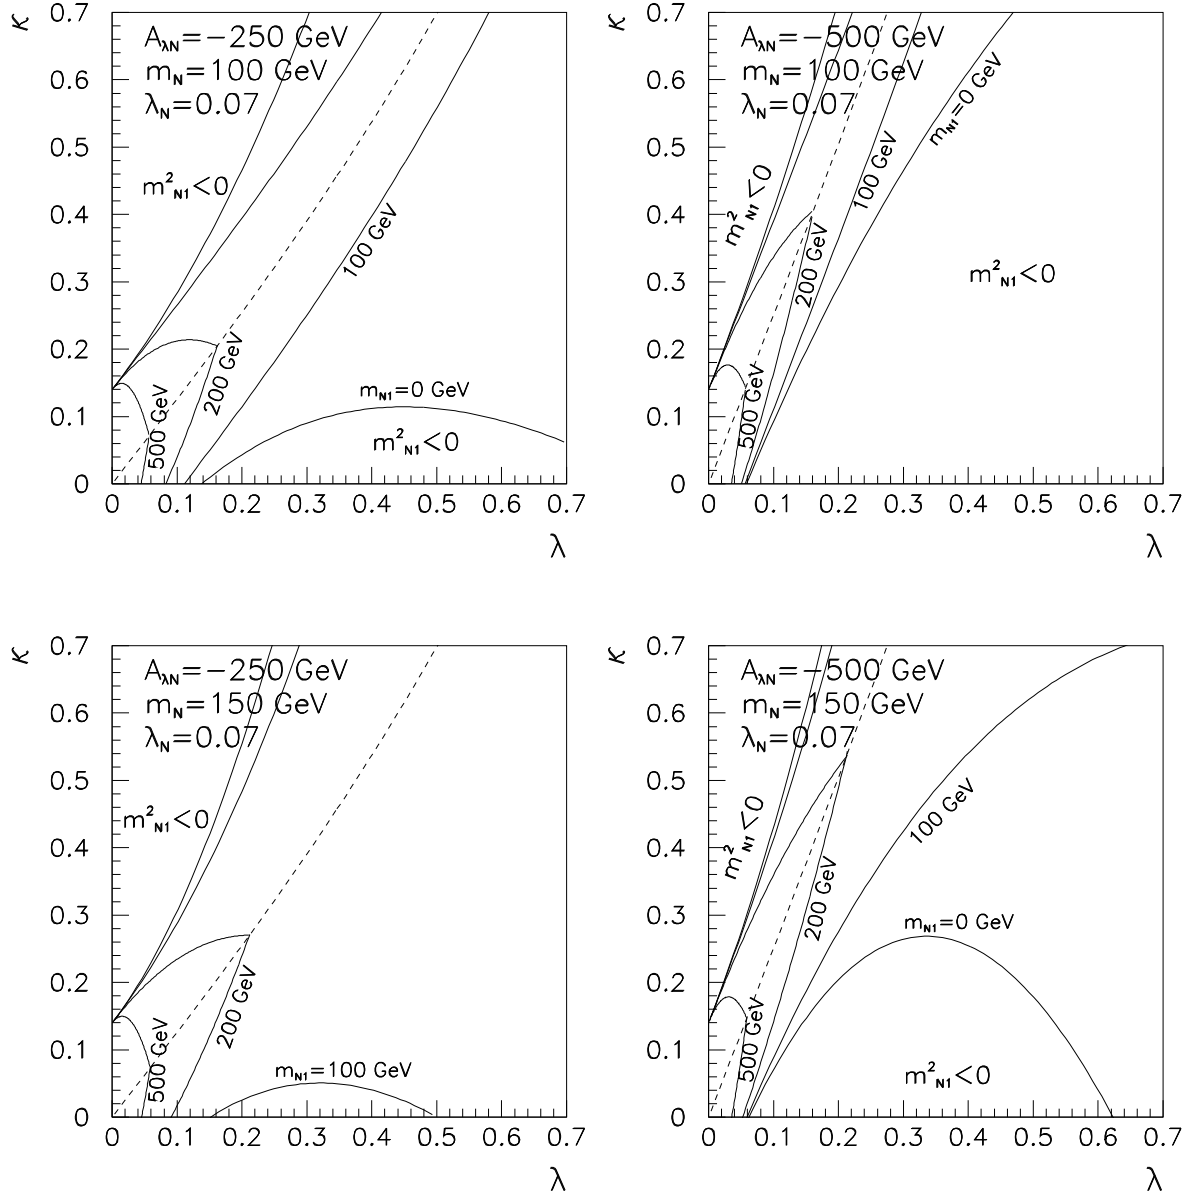 κ
0.7
0.6
0.5
0.4
0.3
0.2
0.1
0
A_λN=−250 GeV
m_N=100 GeV
λ_N=0.07
m²_N1<0
100 GeV
200 GeV
500 GeV
m_N1=0 GeV
m²_N1<0
0 0.1 0.2 0.3 0.4 0.5 0.6 0.7
λ
κ
0.7
0.6
0.5
0.4
0.3
0.2
0.1
0
A_λN=−500 GeV
m_N=100 GeV
λ_N=0.07
m_N1=0 GeV
100 GeV
m²_N1<0
200 GeV
m²_N1<0
500 GeV
0 0.1 0.2 0.3 0.4 0.5 0.6 0.7
λ
κ
0.7
0.6
0.5
0.4
0.3
0.2
0.1
0
A_λN=−250 GeV
m_N=150 GeV
λ_N=0.07
m²_N1<0
200 GeV
500 GeV
m_N1=100 GeV
0 0.1 0.2 0.3 0.4 0.5 0.6 0.7
λ
κ
0.7
0.6
0.5
0.4
0.3
0.2
0.1
0
A_λN=−500 GeV
m_N=150 GeV
λ_N=0.07
m²_N1<0
100 GeV
200 GeV
m_N1=0 GeV
500 GeV
m²_N1<0
0 0.1 0.2 0.3 0.4 0.5 0.6 0.7
λ